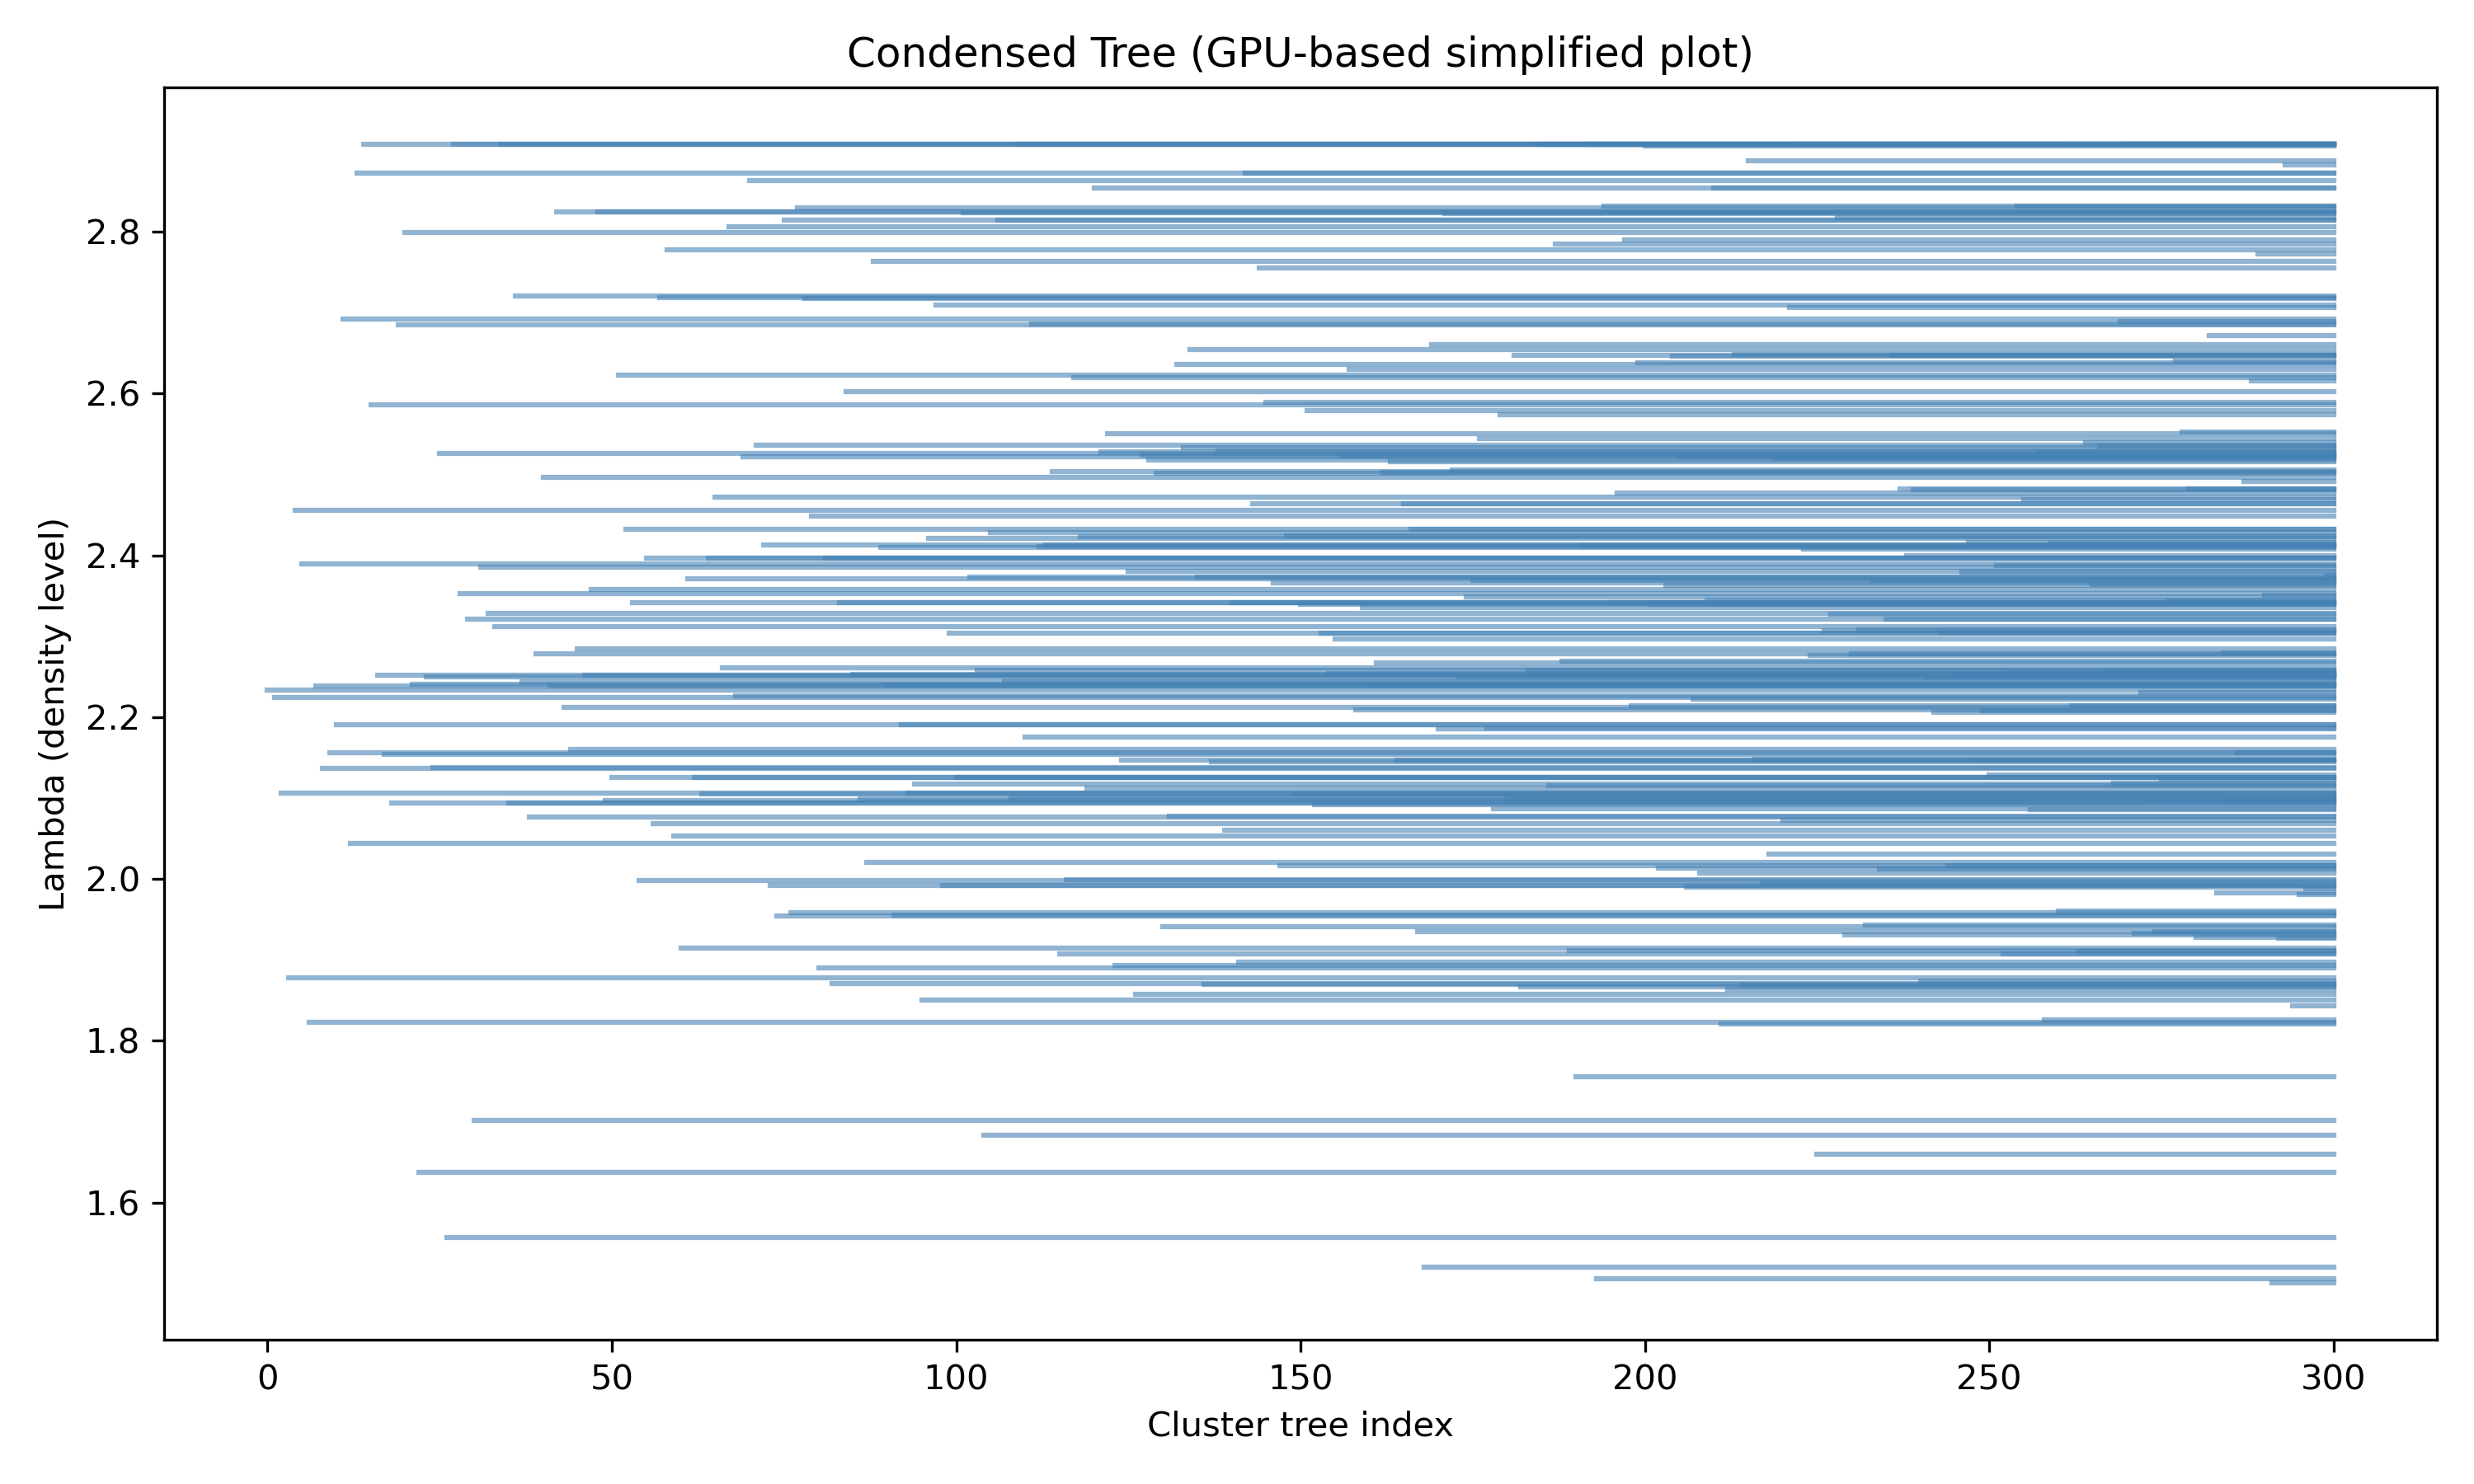 Condensed Tree (GPU-based simplified plot)
Lambda (density level)
2.8
2.6
2.4
2.2
2.0
1.8
1.6
0 50 100 150 200 250 300
Cluster tree index